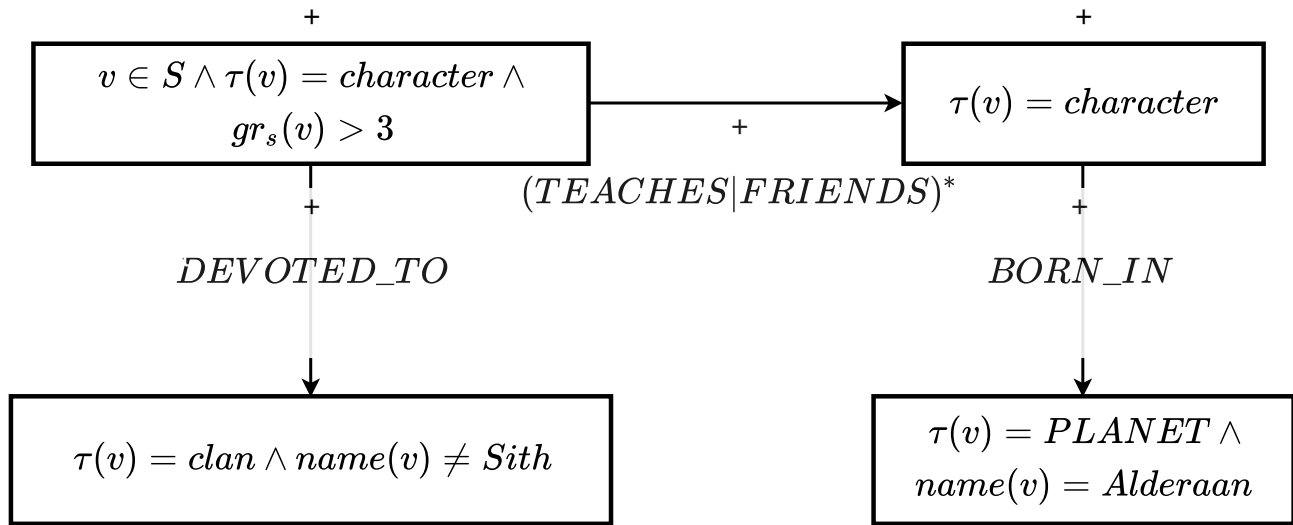 +
+
v ∈ S ∧ τ(v) = character ∧
gr_s(v) > 3
τ(v) = character
+
(TEACHES|FRIENDS)*
+
+
DEVOTED_TO
BORN_IN
τ(v) = clan ∧ name(v) ≠ Sith
τ(v) = PLANET ∧
name(v) = Alderaan